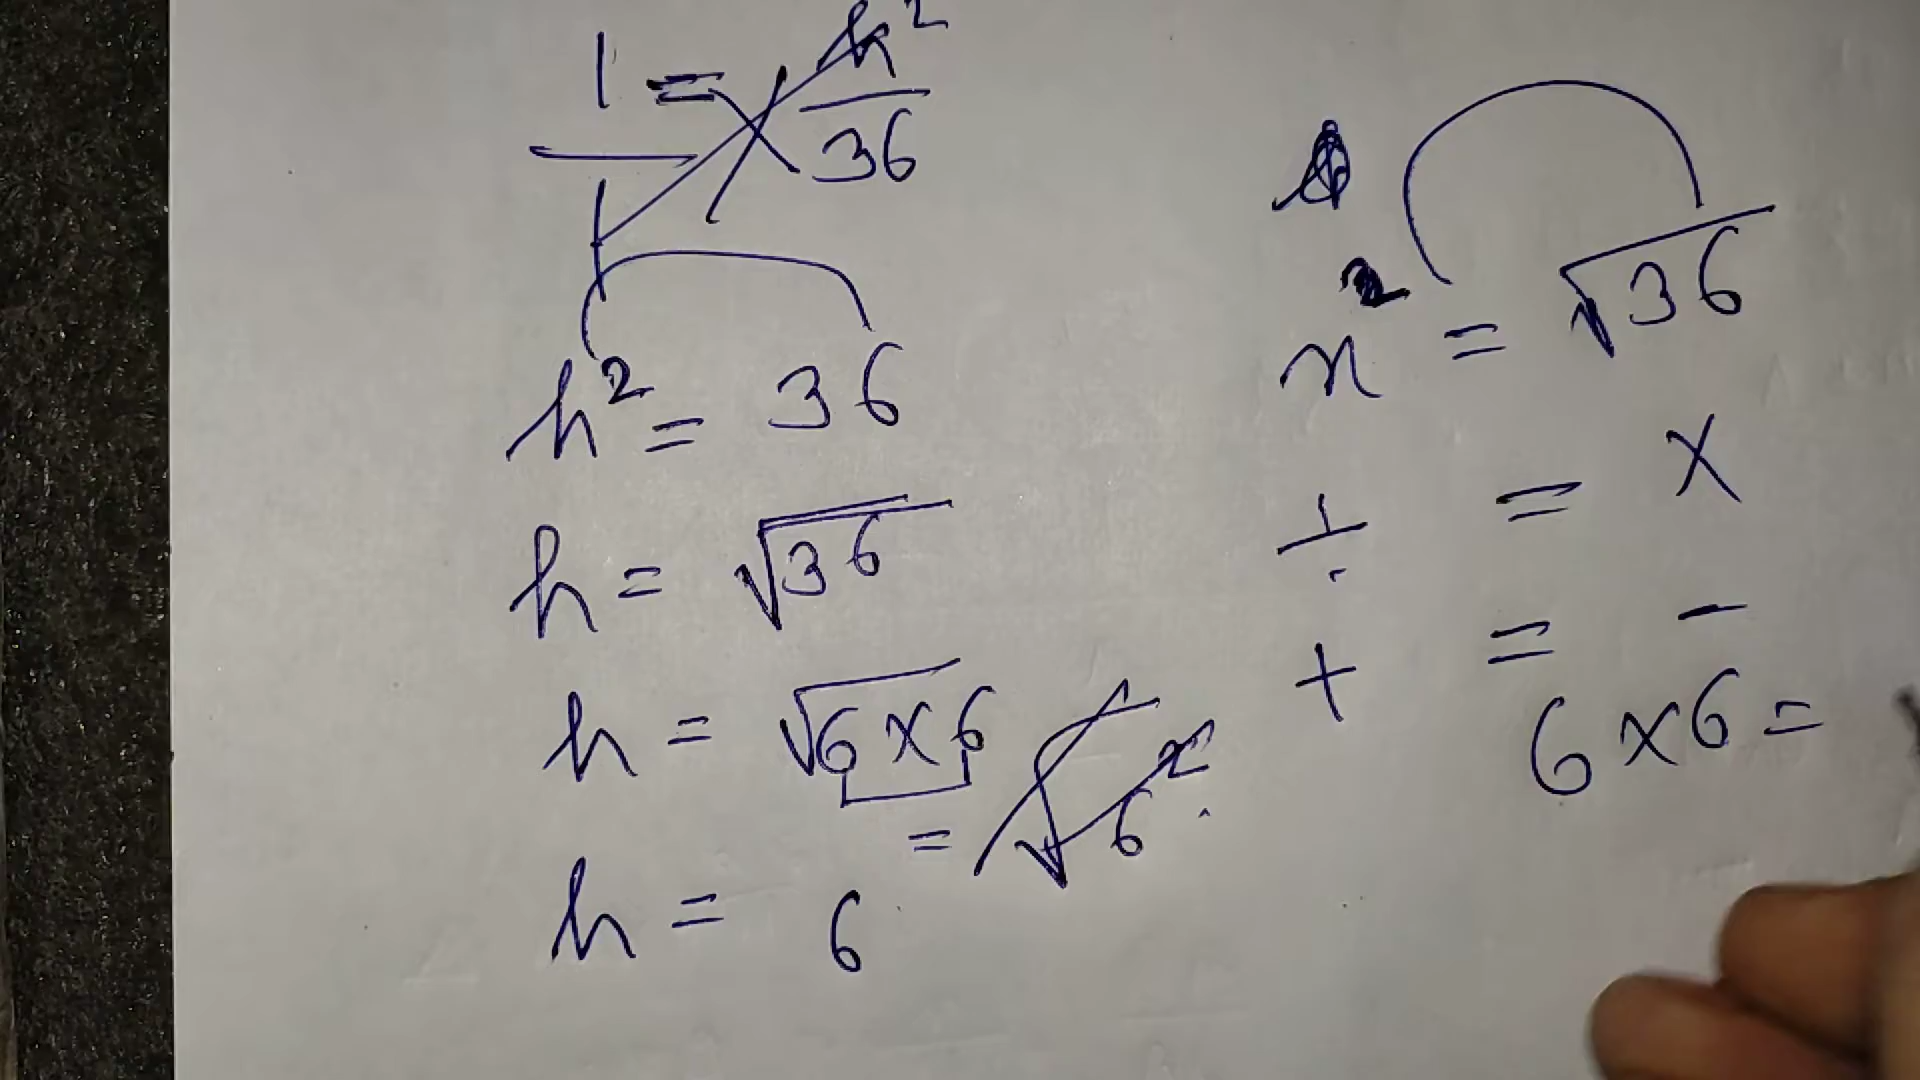 1/1 = h²/36
h² = 36
h = √36
h = √6×6
= √6²
h = 6
x² = √36
÷ = ×
+ = −
6×6=